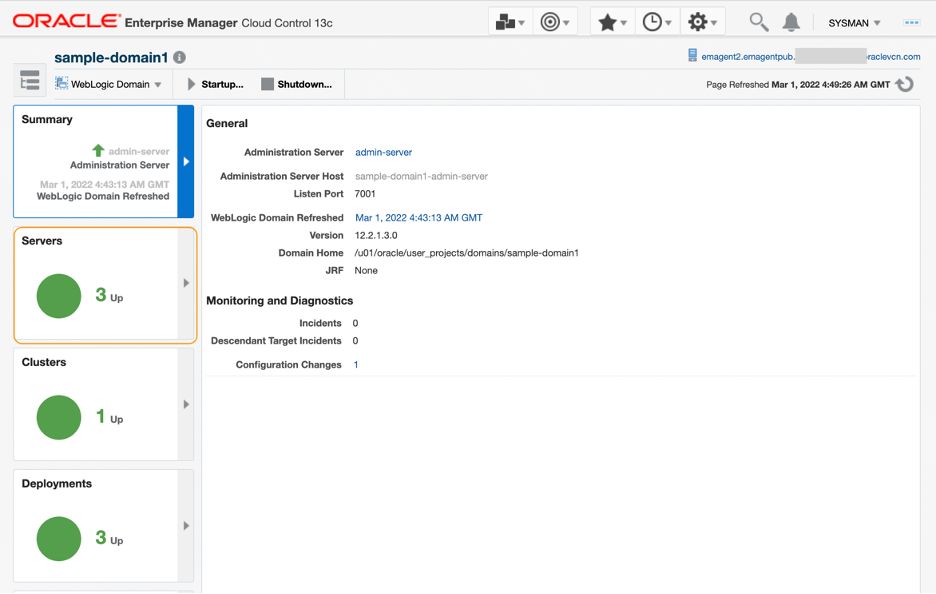 ORACLE® Enterprise Manager Cloud Control 13c
SYSMAN
sample-domain1
emagent2.emagentpub. raclevcn.com
WebLogic Domain
Startup...
Shutdown...
Page Refreshed Mar 1, 2022 4:49:26 AM GMT
Summary
admin-server
Administration Server
Mar 1, 2022 4:43:13 AM GMT
WebLogic Domain Refreshed
Servers
3 Up
Clusters
1 Up
Deployments
3 Up
General
Administration Server admin-server
Administration Server Host sample-domain1-admin-server
Listen Port 7001
WebLogic Domain Refreshed Mar 1, 2022 4:43:13 AM GMT
Version 12.2.1.3.0
Domain Home /u01/oracle/user_projects/domains/sample-domain1
JRF None
Monitoring and Diagnostics
Incidents 0
Descendant Target Incidents 0
Configuration Changes 1